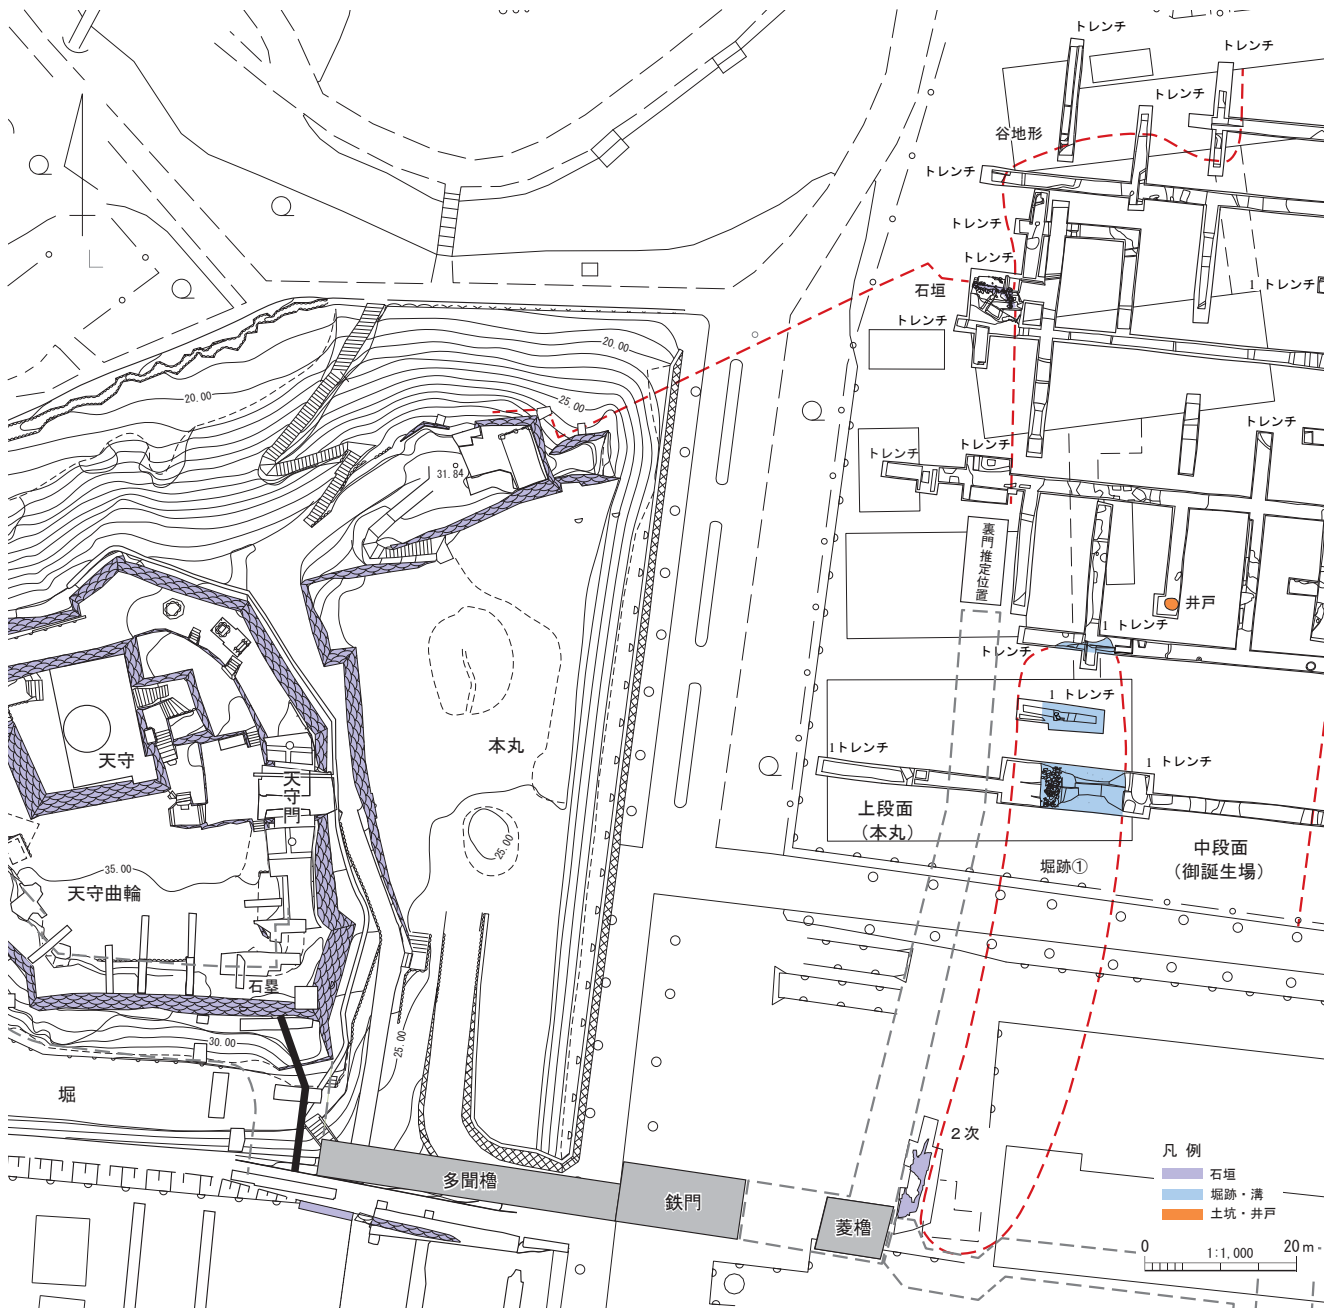 トレンチ
トレンチ
トレンチ
谷地形
トレンチ
トレンチ
トレンチ
1 トレンチ
石垣
トレンチ
20.00
20.00
25.00
31.84
トレンチ
トレンチ
トレンチ
裏門推定位置
井戸
1 トレンチ
トレンチ
1 トレンチ
本丸
天守
天守門
1トレンチ
1 トレンチ
上段面
(本丸)
中段面
(御誕生場)
堀跡①
25.00
35.00
天守曲輪
石塁
30.00
25.00
堀
2次
多聞櫓
鉄門
菱櫓
凡 例
石垣
堀跡・溝
土坑・井戸
0
1:1,000
20m